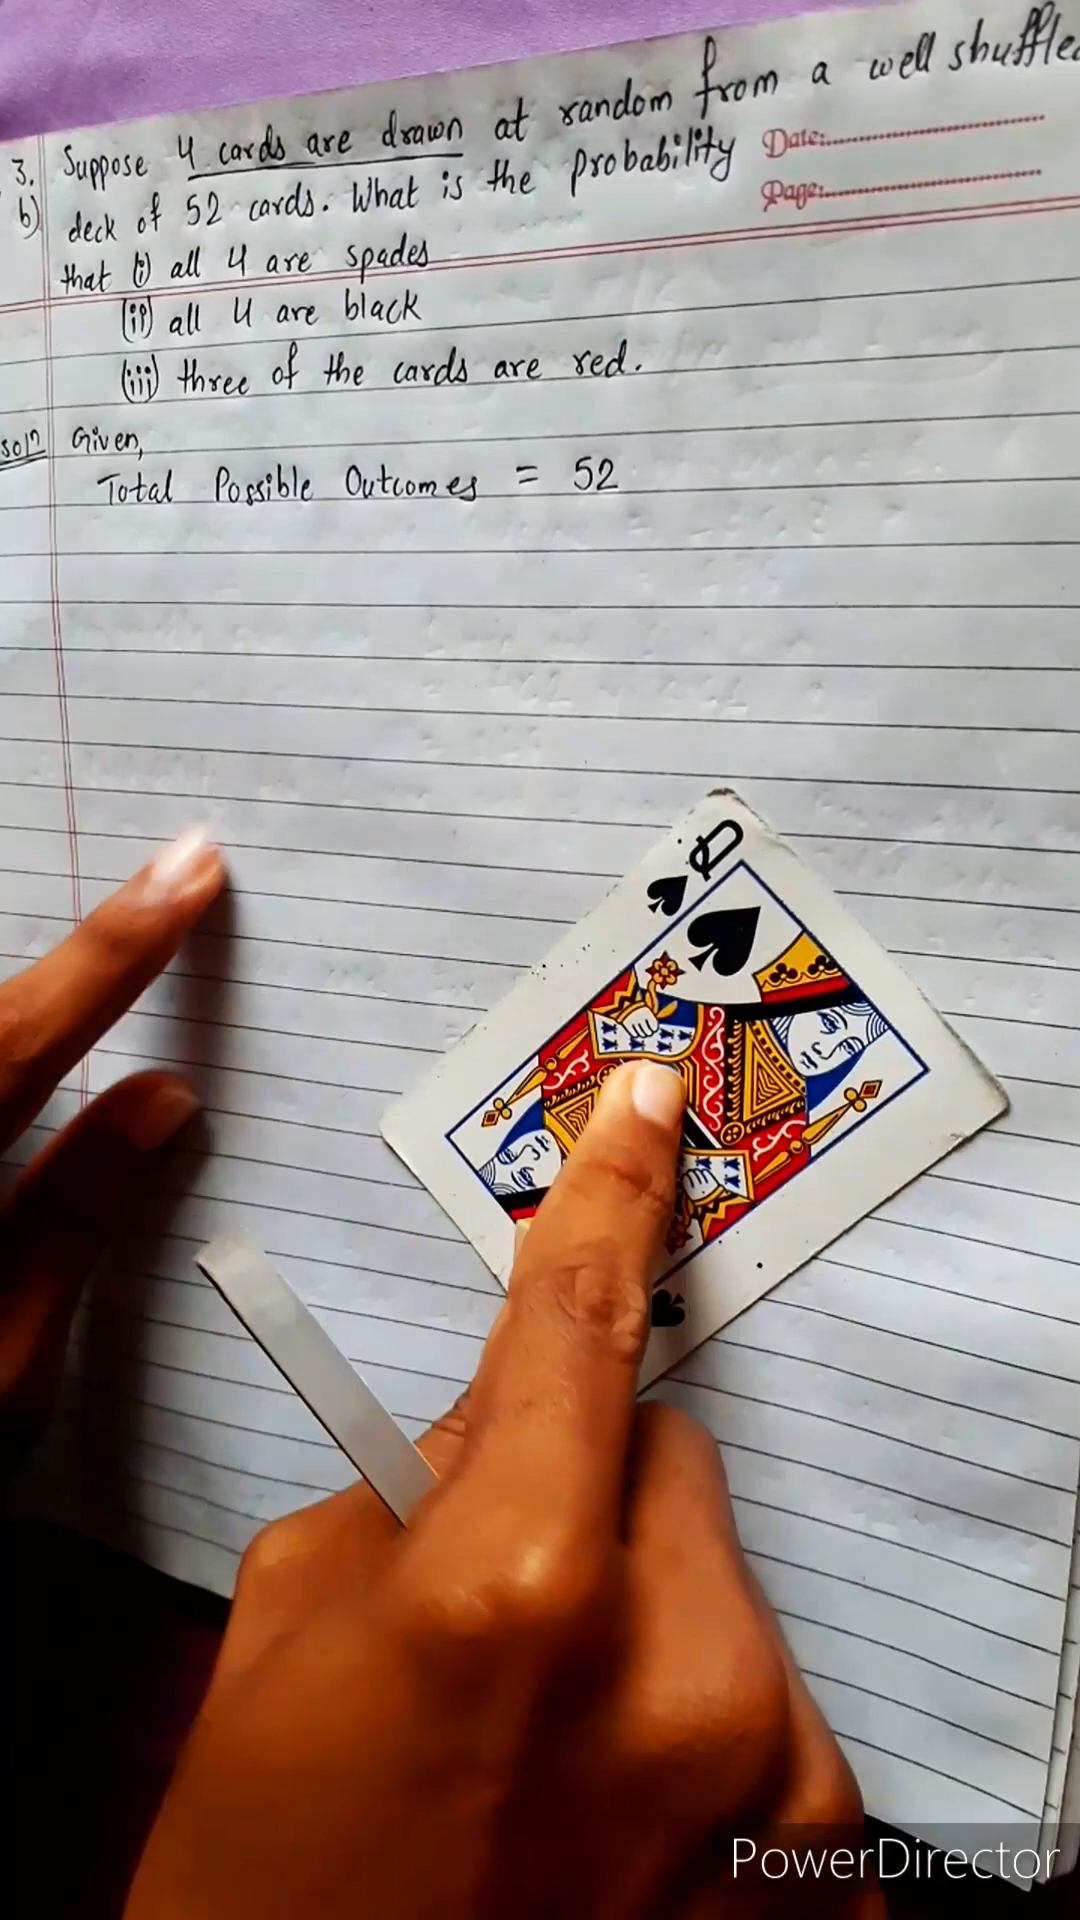 3. Suppose 4 cards are drawn at random from a well shuffled
b) deck of 52 cards. What is the probability
Date:
Page:
that (i) all 4 are spades
(ii) all 4 are black
(iii) three of the cards are red.
Soln Given,
Total Possible Outcomes = 52
Q
PowerDirector